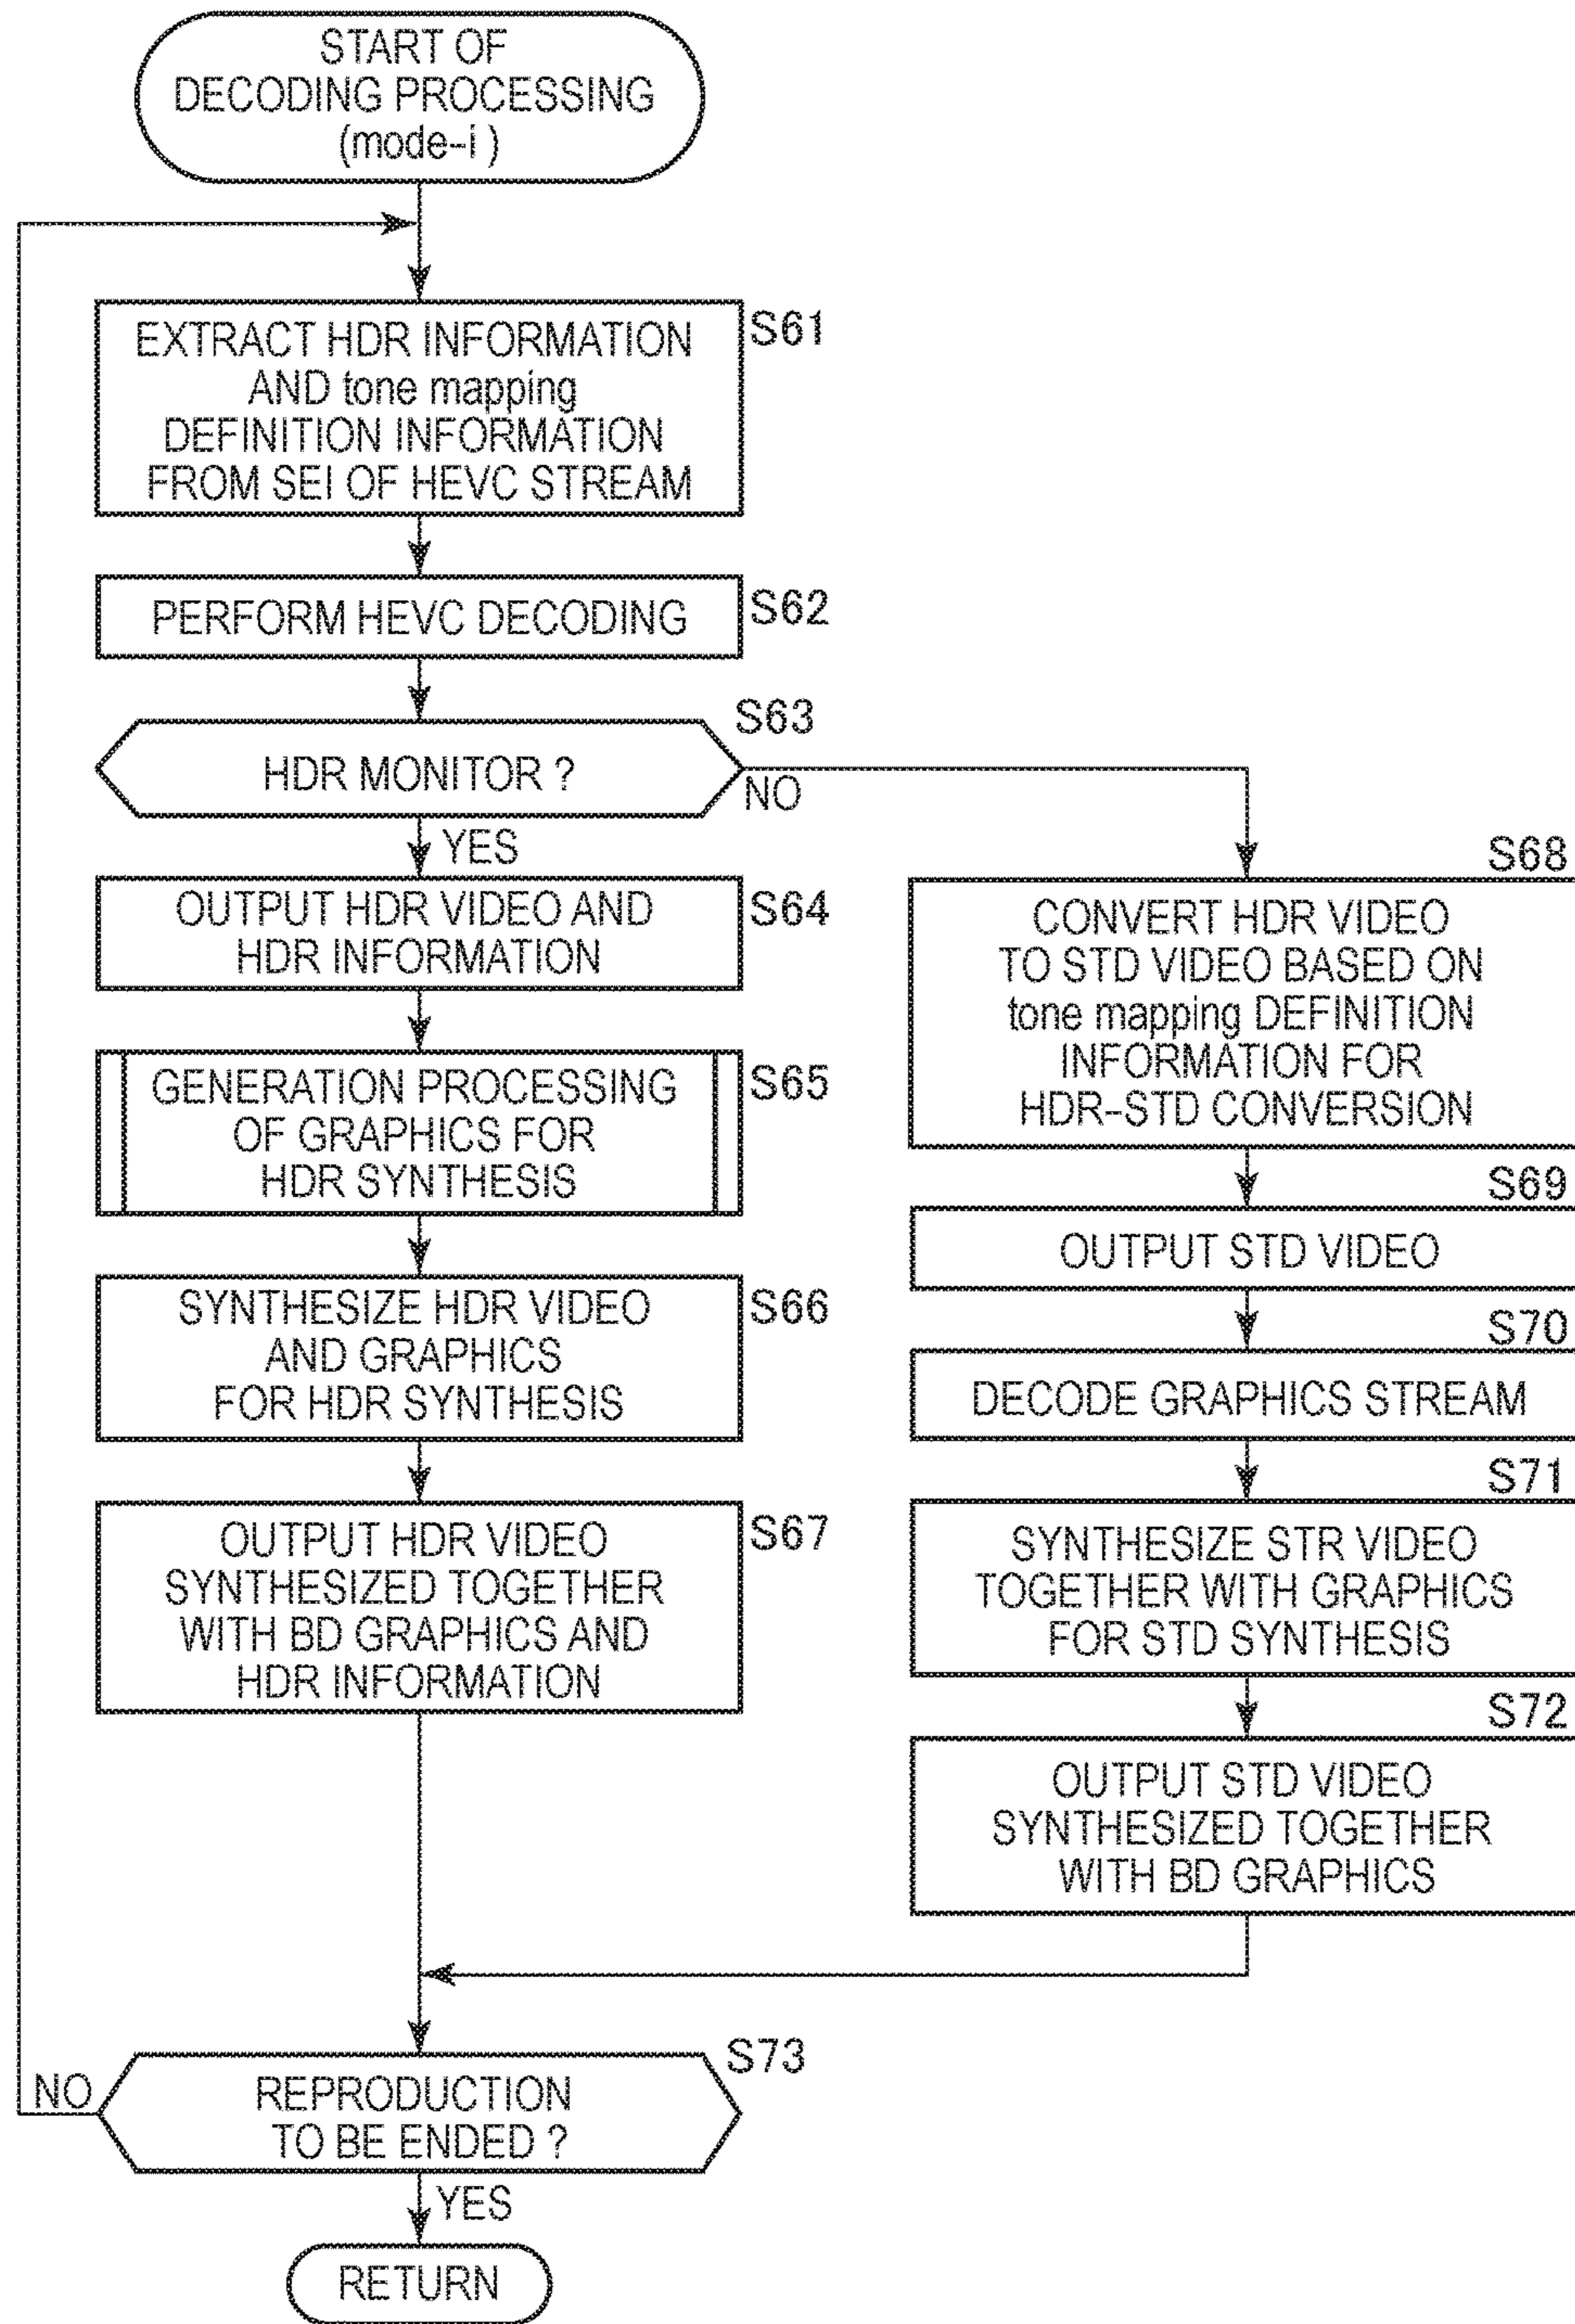 START OF
DECODING PROCESSING
(mode-i )
EXTRACT HDR INFORMATION
AND tone mapping
DEFINITION INFORMATION
FROM SEI OF HEVC STREAM
S61
PERFORM HEVC DECODING
S62
HDR MONITOR ?
S63
NO
YES
OUTPUT HDR VIDEO AND
HDR INFORMATION
S64
GENERATION PROCESSING
OF GRAPHICS FOR
HDR SYNTHESIS
S65
SYNTHESIZE HDR VIDEO
AND GRAPHICS
FOR HDR SYNTHESIS
S66
OUTPUT HDR VIDEO
SYNTHESIZED TOGETHER
WITH BD GRAPHICS AND
HDR INFORMATION
S67
S68
CONVERT HDR VIDEO
TO STD VIDEO BASED ON
tone mapping DEFINITION
INFORMATION FOR
HDR-STD CONVERSION
S69
OUTPUT STD VIDEO
S70
DECODE GRAPHICS STREAM
S71
SYNTHESIZE STR VIDEO
TOGETHER WITH GRAPHICS
FOR STD SYNTHESIS
S72
OUTPUT STD VIDEO
SYNTHESIZED TOGETHER
WITH BD GRAPHICS
S73
NO
REPRODUCTION
TO BE ENDED ?
YES
RETURN